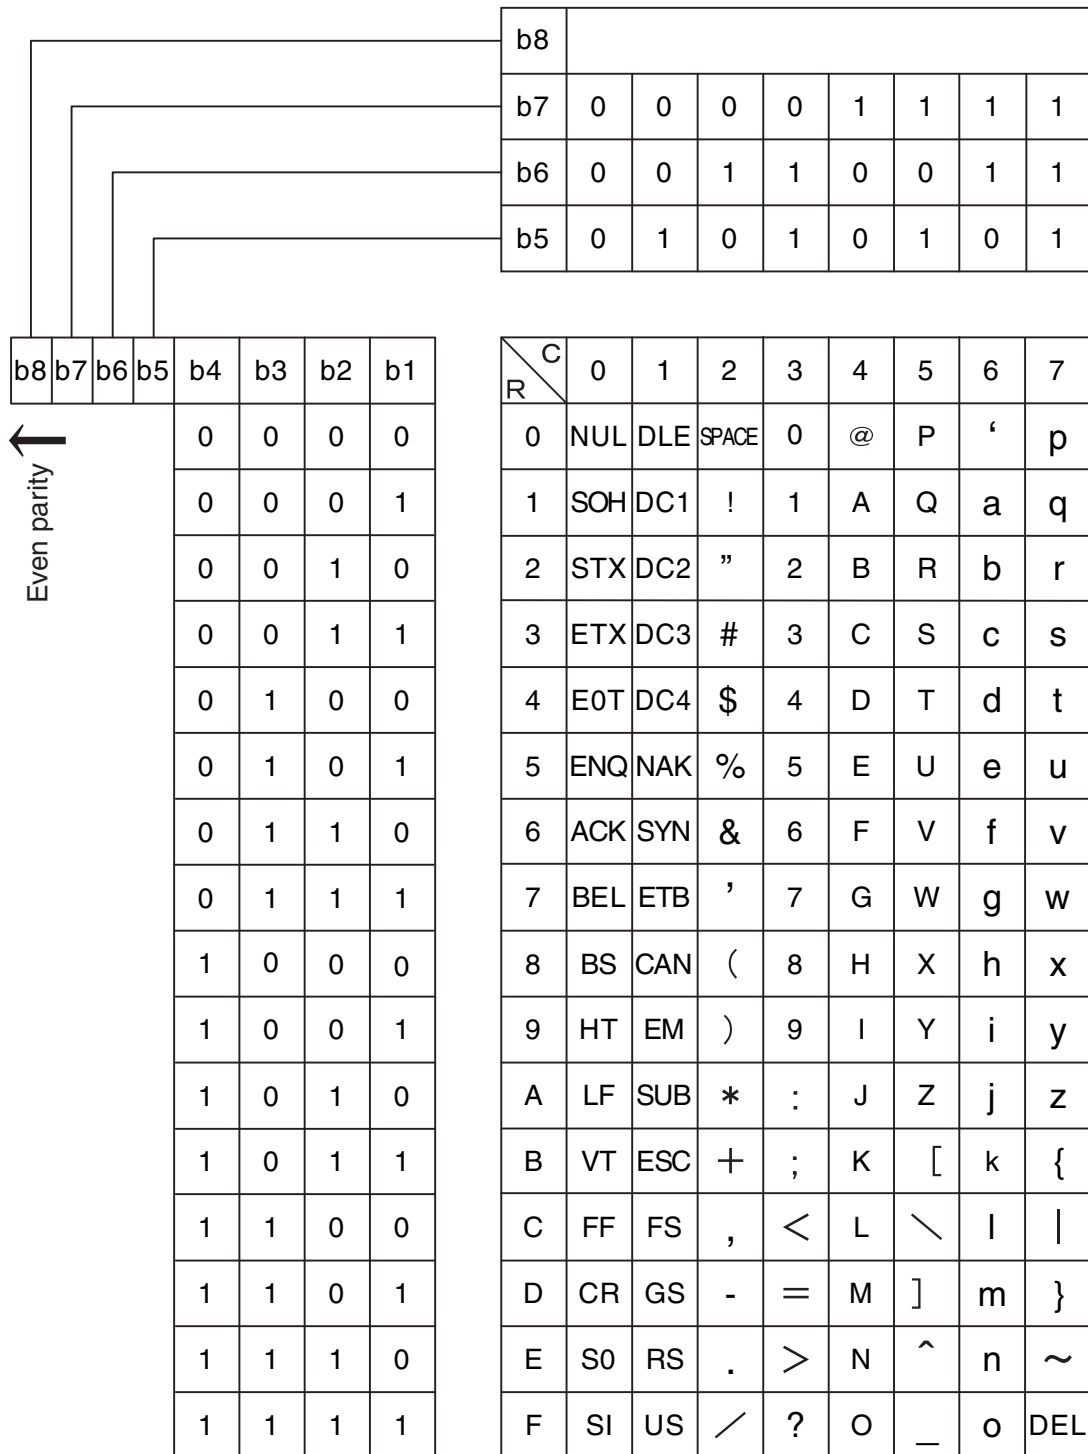 b8
b7 0 0 0 0 1 1 1 1
b6 0 0 1 1 0 0 1 1
b5 0 1 0 1 0 1 0 1
b8 b7 b6 b5 b4 b3 b2 b1 R C 0 1 2 3 4 5 6 7
0 0 0 0 0 NUL DLE SPACE 0 @ P ‘ p
0 0 0 1 1 SOH DC1 ! 1 A Q a q
Even parity
0 0 1 0 2 STX DC2 ” 2 B R b r
0 0 1 1 3 ETX DC3 # 3 C S c s
0 1 0 0 4 E0T DC4 $ 4 D T d t
0 1 0 1 5 ENQ NAK % 5 E U e u
0 1 1 0 6 ACK SYN & 6 F V f v
0 1 1 1 7 BEL ETB ’ 7 G W g w
1 0 0 0 8 BS CAN ( 8 H X h x
1 0 0 1 9 HT EM ) 9 I Y i y
1 0 1 0 A LF SUB * : J Z j z
1 0 1 1 B VT ESC + ; K [ k {
1 1 0 0 C FF FS , < L \ l |
1 1 0 1 D CR GS - = M ] m }
1 1 1 0 E S0 RS . > N ^ n ~
1 1 1 1 F SI US / ? O _ o DEL